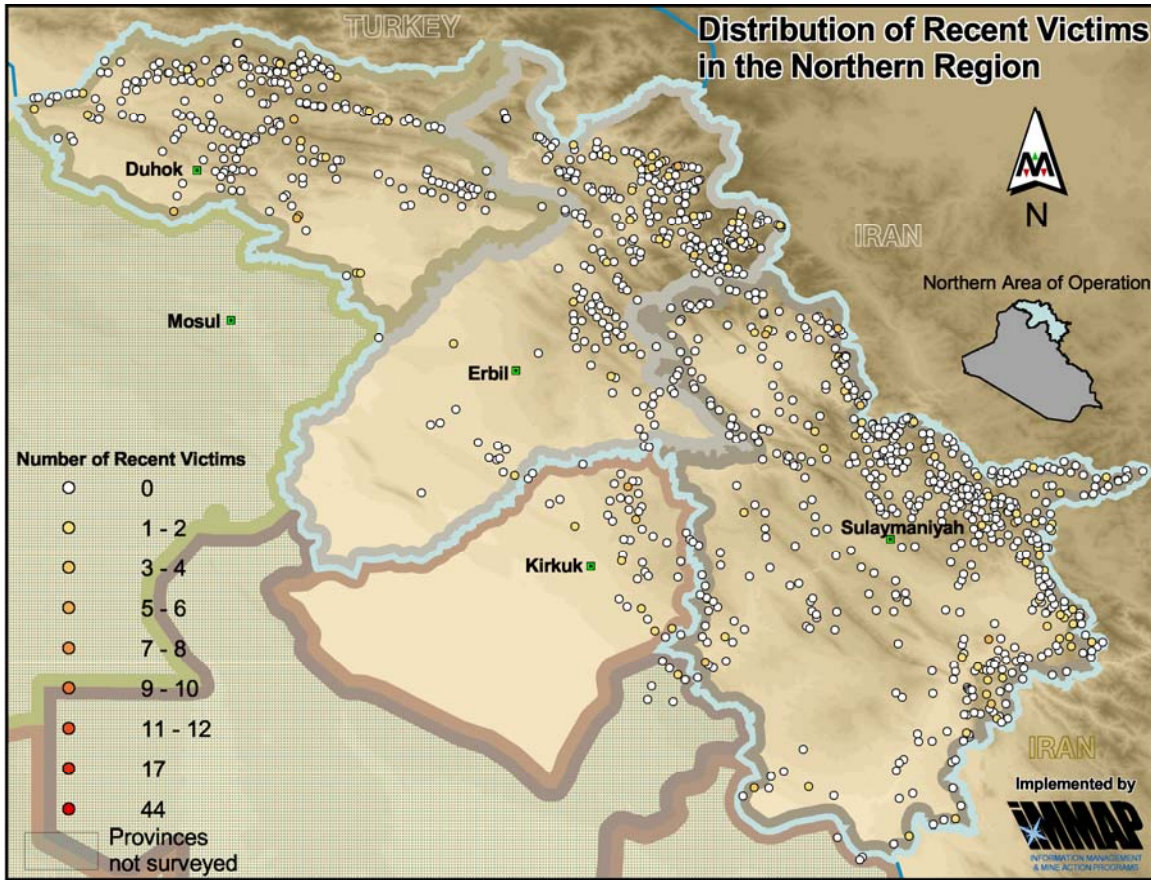 TURKEY
Distribution of Recent Victims
in the Northern Region
N
IRAN
Northern Area of Operation
Duhok
Mosul
Erbil
Sulaymaniyah
Kirkuk
Number of Recent Victims
0
1 - 2
3 - 4
5 - 6
7 - 8
9 - 10
11 - 12
17
44
Provinces
not surveyed
IRAN
Implemented by
iMMAP
INFORMATION MANAGEMENT
& MINE ACTION PROGRAMS